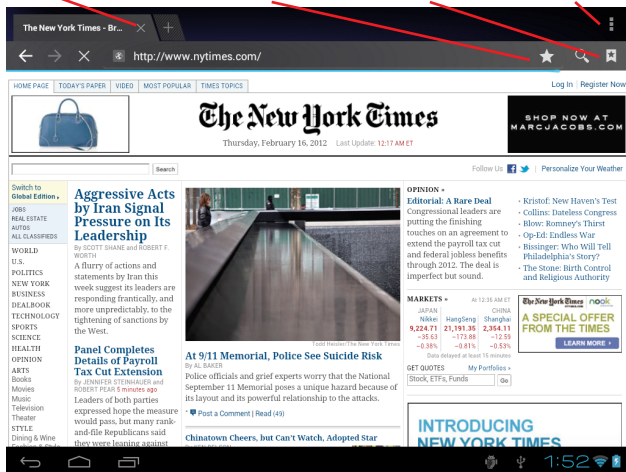 The New York Times - Br...
http://www.nytimes.com/
HOME PAGE
TODAY'S PAPER
VIDEO
MOST POPULAR
TIMES TOPICS
Log In
Register Now
The New York Times
Thursday, February 16, 2012 Last Update: 12:17 AM ET
SHOP NOW AT
MARCJACOBS.COM
Search
Follow Us
Personalize Your Weather
Switch to
Global Edition
JOBS
REAL ESTATE
AUTOS
ALL CLASSIFIEDS
WORLD
U.S.
POLITICS
NEW YORK
BUSINESS
DEALBOOK
TECHNOLOGY
SPORTS
SCIENCE
HEALTH
OPINION
ARTS
Books
Movies
Music
Television
Theater
STYLE
Dining & Wine
Fashion & Style
Aggressive Acts
by Iran Signal
Pressure on Its
Leadership
By SCOTT SHANE and ROBERT F.
WORTH
A flurry of actions and
statements by Iran this
week suggest its leaders are
responding frantically, and
more unpredictably, to the
tightening of sanctions by
the West.
Panel Completes
Details of Payroll
Tax Cut Extension
By JENNIFER STEINHAUER and
ROBERT PEAR 5 minutes ago
Leaders of both parties
expressed hope the measure
would pass, but many rank-
and-file Republicans said
they were leaning against
Todd Heisler/The New York Times
At 9/11 Memorial, Police See Suicide Risk
By AL BAKER
Police officials and grief experts worry that the National
September 11 Memorial poses a unique hazard because of
its layout and its powerful relationship to the attacks.
• Post a Comment | Read (49)
Chinatown Cheers, but Can't Watch, Adopted Star
OPINION »
Editorial: A Rare Deal
Congressional leaders are
putting the finishing
touches on an agreement to
extend the payroll tax cut
and federal jobless benefits
through 2012. The deal is
imperfect but sound.
• Kristof: New Haven's Test
• Collins: Dateless Congress
• Blow: Romney's Thirst
• Op-Ed: Endless War
• Bissinger: Who Will Tell
Philadelphia's Story?
• The Stone: Birth Control
and Religious Authority
MARKETS » At 12:35 AM ET
JAPAN CHINA
Nikkei HangSeng Shanghai
9,224.71 21,191.35 2,354.11
−35.63 −173.88 −12.59
−0.38% −0.81% −0.53%
Data delayed at least 15 minutes
GET QUOTES My Portfolios »
Stock, ETFs, Funds Go
The New York Times nook
A SPECIAL OFFER
FROM THE TIMES
LEARN MORE ›
INTRODUCING
NEW YORK TIMES
1:52